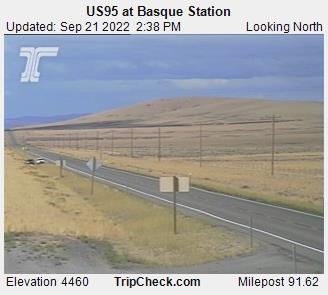 US95 at Basque Station
Updated: Sep 21 2022 2:38 PM Looking North
Elevation 4460 TripCheck.com Milepost 91.62